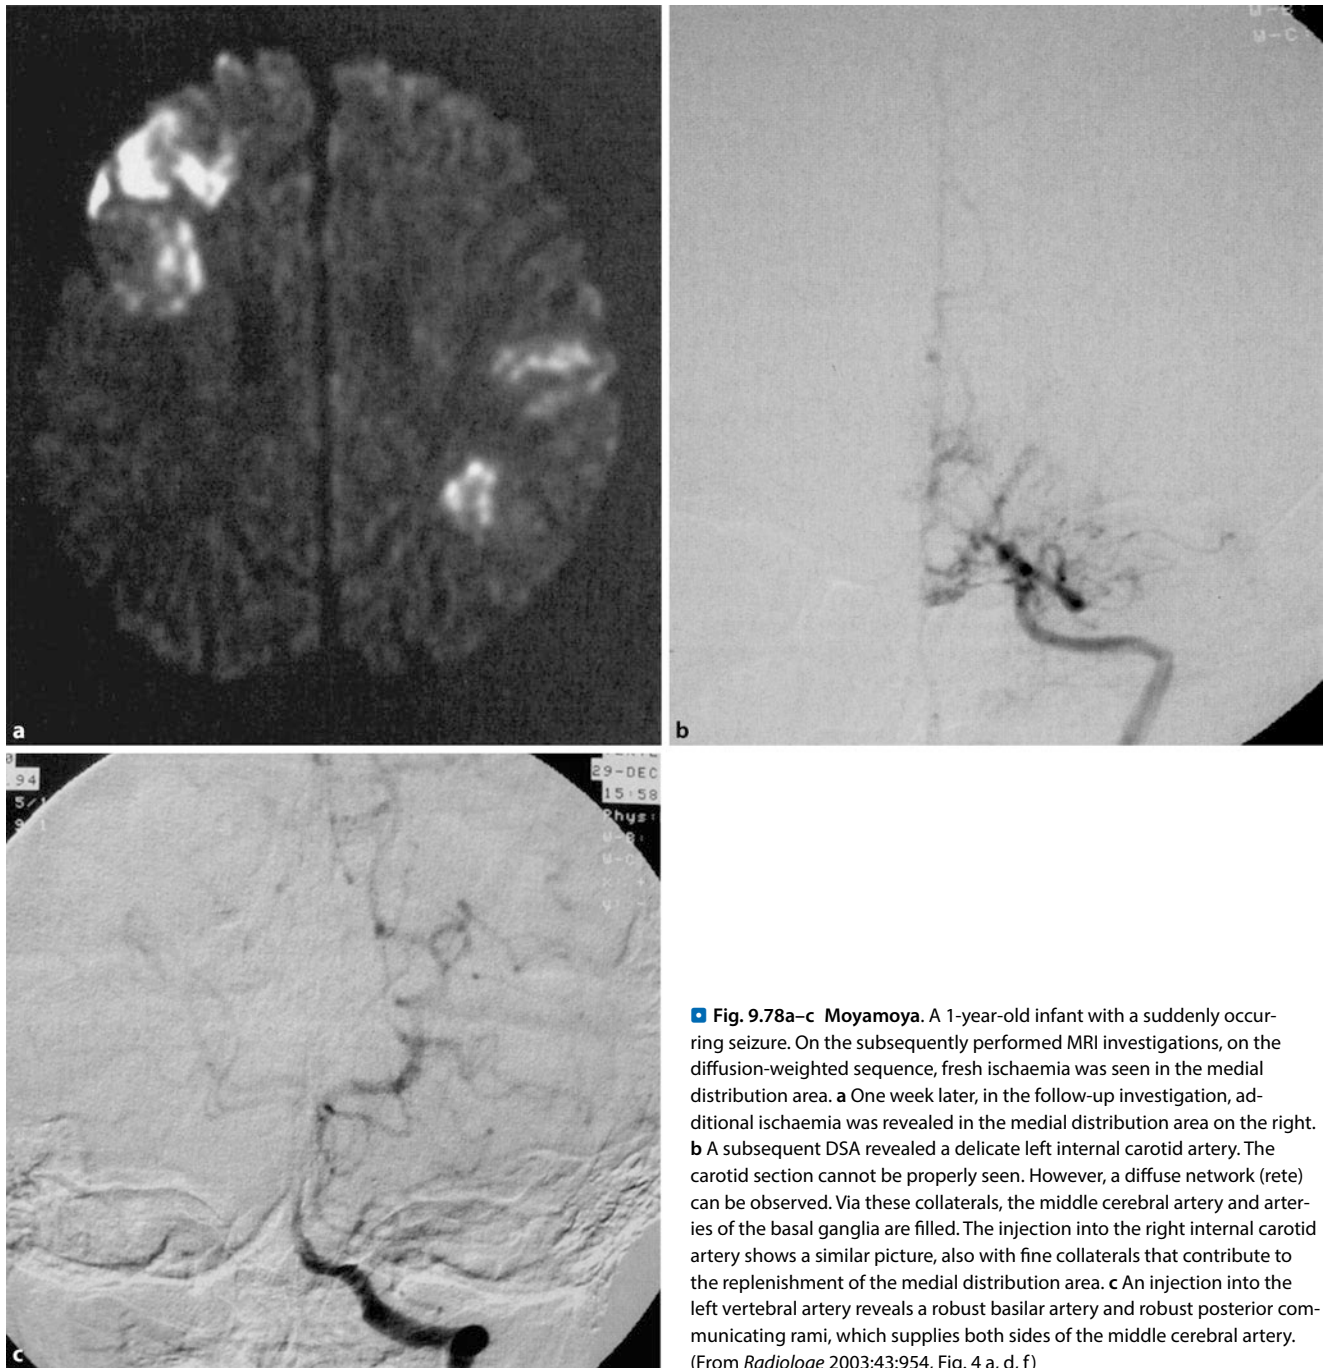 a
b
W-C
.94
5/1
29-DEC
15:58
Phys:
W-C
c
Fig. 9.78a–c Moyamoya. A 1-year-old infant with a suddenly occur-
ring seizure. On the subsequently performed MRI investigations, on the
diffusion-weighted sequence, fresh ischaemia was seen in the medial
distribution area. a One week later, in the follow-up investigation, ad-
ditional ischaemia was revealed in the medial distribution area on the right.
b A subsequent DSA revealed a delicate left internal carotid artery. The
carotid section cannot be properly seen. However, a diffuse network (rete)
can be observed. Via these collaterals, the middle cerebral artery and arter-
ies of the basal ganglia are filled. The injection into the right internal carotid
artery shows a similar picture, also with fine collaterals that contribute to
the replenishment of the medial distribution area. c An injection into the
left vertebral artery reveals a robust basilar artery and robust posterior com-
municating rami, which supplies both sides of the middle cerebral artery.
(From Radiologe 2003;43:954, Fig. 4 a, d, f)